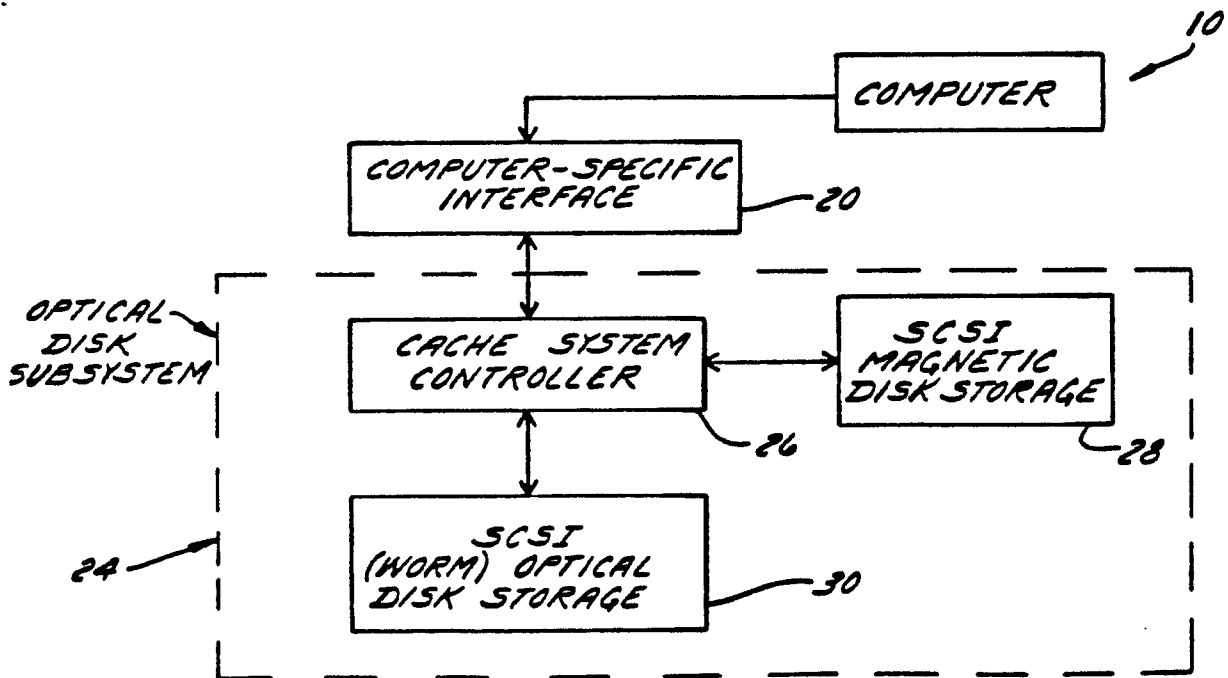 10
COMPUTER
COMPUTER-SPECIFIC
INTERFACE
20
OPTICAL
DISK
SUBSYSTEM
CACHE SYSTEM
CONTROLLER
26
SCSI
MAGNETIC
DISK STORAGE
28
24
SCSI
(WORM) OPTICAL
DISK STORAGE
30